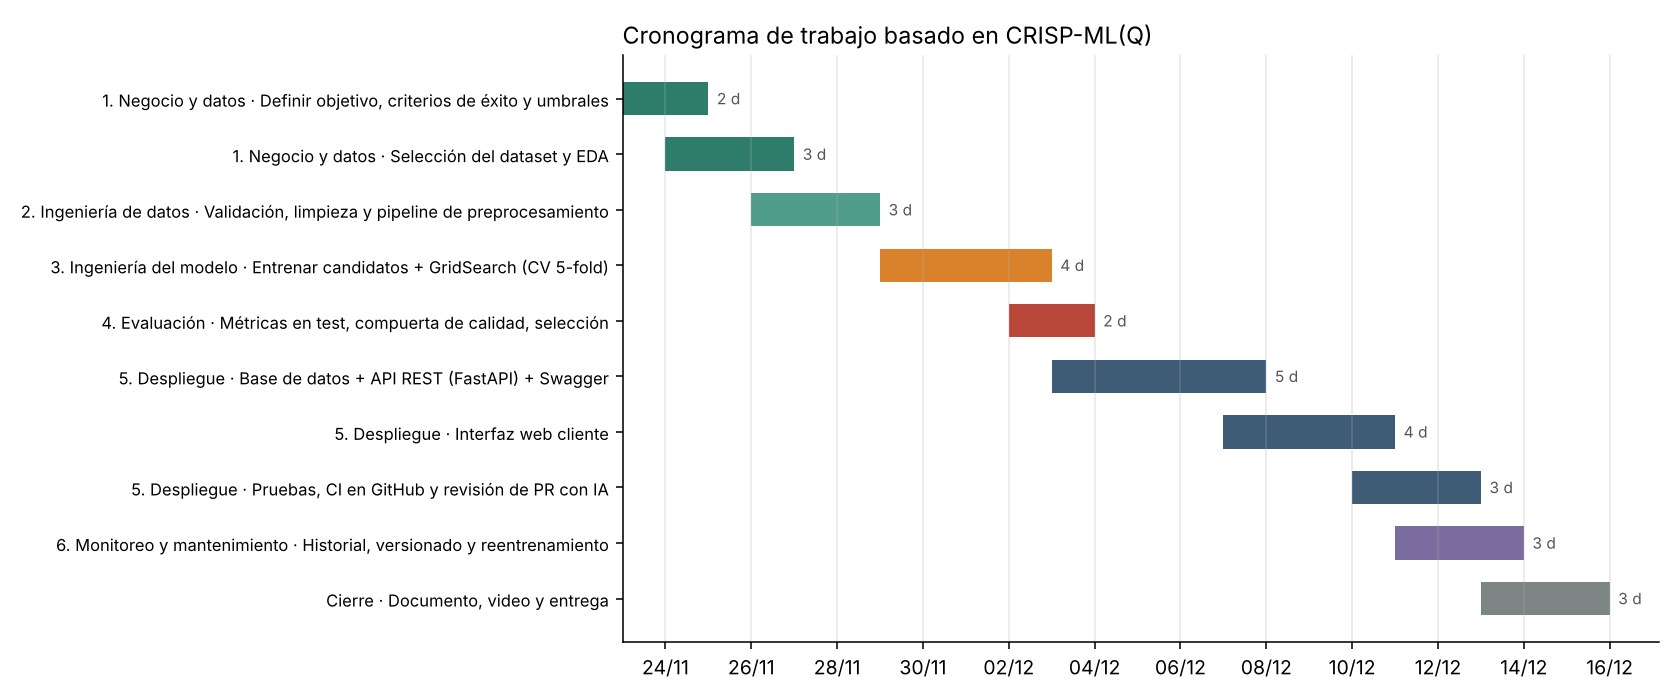 Cronograma de trabajo basado en CRISP-ML(Q)
1. Negocio y datos · Definir objetivo, criterios de éxito y umbrales
2 d
1. Negocio y datos · Selección del dataset y EDA
3 d
2. Ingeniería de datos · Validación, limpieza y pipeline de preprocesamiento
3 d
3. Ingeniería del modelo · Entrenar candidatos + GridSearch (CV 5-fold)
4 d
4. Evaluación · Métricas en test, compuerta de calidad, selección
2 d
5. Despliegue · Base de datos + API REST (FastAPI) + Swagger
5 d
5. Despliegue · Interfaz web cliente
4 d
5. Despliegue · Pruebas, CI en GitHub y revisión de PR con IA
3 d
6. Monitoreo y mantenimiento · Historial, versionado y reentrenamiento
3 d
Cierre · Documento, video y entrega
3 d
24/11 26/11 28/11 30/11 02/12 04/12 06/12 08/12 10/12 12/12 14/12 16/12